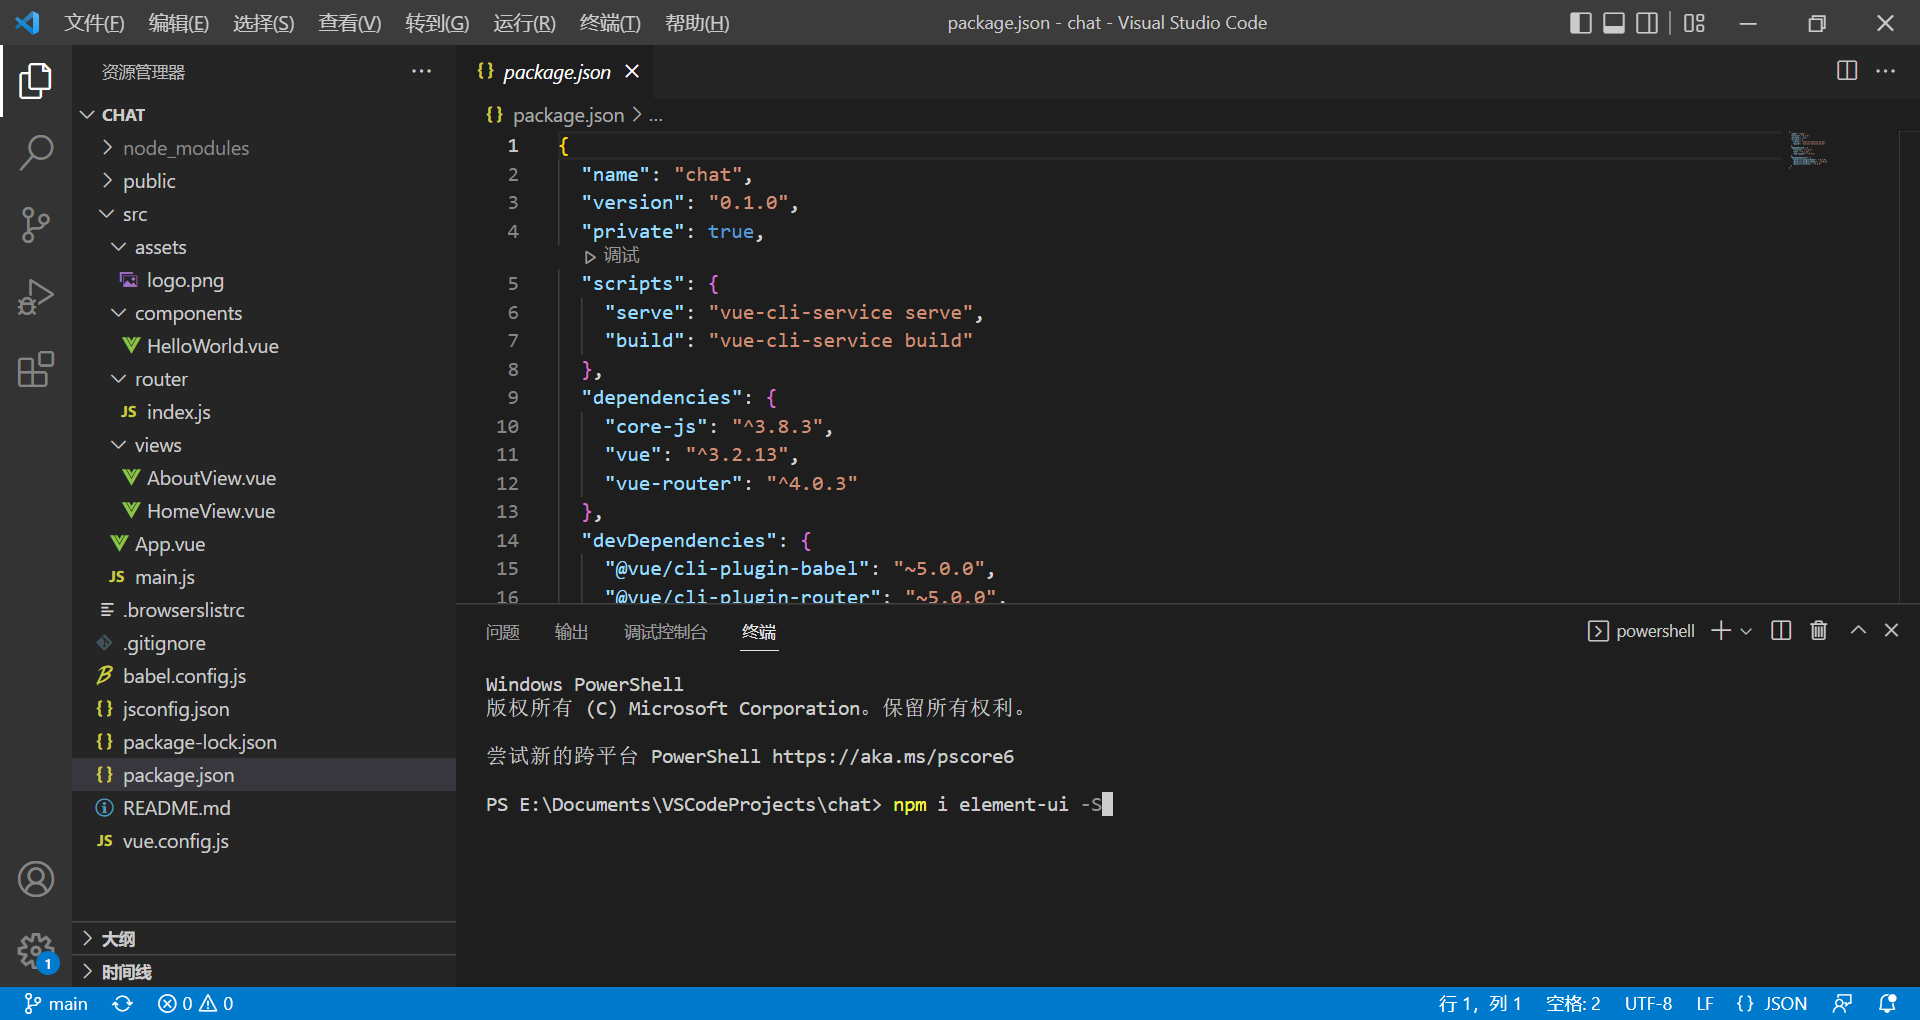 文件(F) 编辑(E) 选择(S) 查看(V) 转到(G) 运行(R) 终端(T) 帮助(H)
package.json - chat - Visual Studio Code
资源管理器
CHAT
node_modules
public
src
assets
logo.png
components
HelloWorld.vue
router
JS index.js
views
AboutView.vue
HomeView.vue
App.vue
JS main.js
.browserslistrc
.gitignore
babel.config.js
{} jsconfig.json
{} package-lock.json
{} package.json
README.md
JS vue.config.js
大纲
时间线
1
{} package.json
{} package.json > ...
1 {
2 "name": "chat",
3 "version": "0.1.0",
4 "private": true,
调试
5 "scripts": {
6 "serve": "vue-cli-service serve",
7 "build": "vue-cli-service build"
8 },
9 "dependencies": {
10 "core-js": "^3.8.3",
11 "vue": "^3.2.13",
12 "vue-router": "^4.0.3"
13 },
14 "devDependencies": {
15 "@vue/cli-plugin-babel": "~5.0.0",
16 "@vue/cli-plugin-router": "~5.0.0",
问题 输出 调试控制台 终端
powershell
Windows PowerShell
版权所有 (C) Microsoft Corporation。保留所有权利。
尝试新的跨平台 PowerShell https://aka.ms/pscore6
PS E:\Documents\VSCodeProjects\chat> npm i element-ui -S
main 0 0
行 1，列 1 空格: 2 UTF-8 LF {} JSON